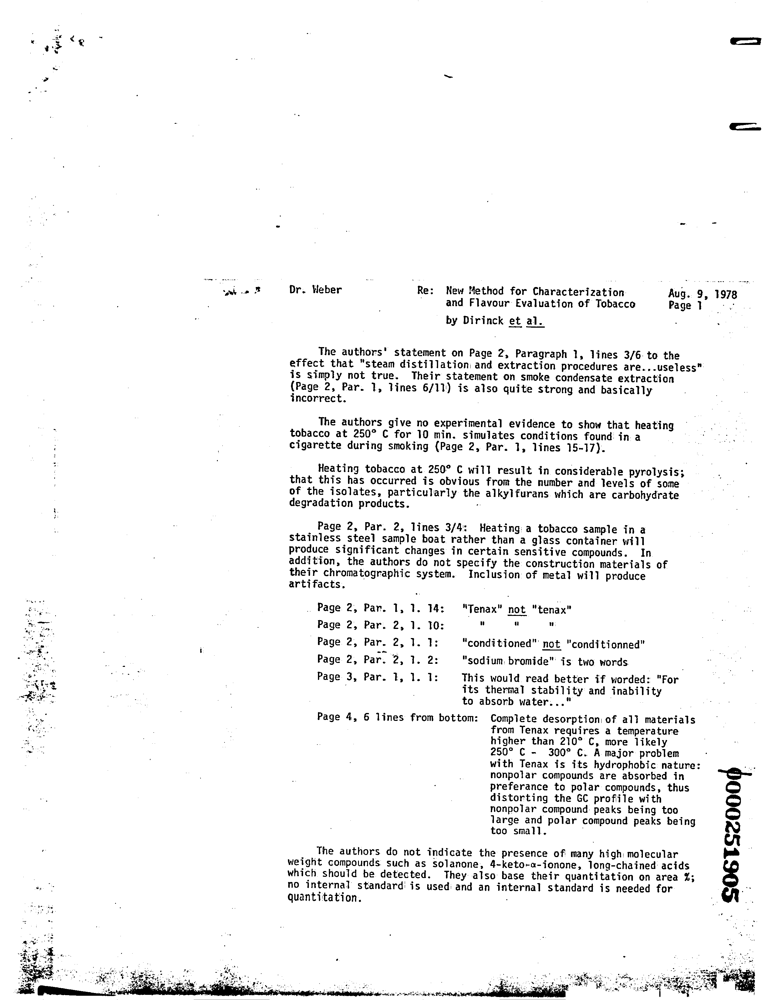 Dr. Weber Re: New Method for Characterization Aug. 9, 1978
and Flavour Evaluation of Tobacco Page 1
by Dirinck et al.
The authors' statement on Page 2, Paragraph 1, lines 3/6 to the
effect that "steam distillation and extraction procedures are...useless"
is simply not true. Their statement on smoke condensate extraction
(Page 2, Par. 1, lines 6/11) is also quite strong and basically
incorrect.
The authors give no experimental evidence to show that heating
tobacco at 250° C for 10 min. simulates conditions found in a
cigarette during smoking (Page 2, Par. 1, lines 15-17).
Heating tobacco at 250° C will result in considerable pyrolysis;
that this has occurred is obvious from the number and levels of some
of the isolates, particularly the alkylfurans which are carbohydrate
degradation products.
Page 2, Par. 2, lines 3/4: Heating a tobacco sample in a
stainless steel sample boat rather than a glass container will
produce significant changes in certain sensitive compounds. In
addition, the authors do not specify the construction materials of
their chromatographic system. Inclusion of metal will produce
artifacts.
Page 2, Par. 1, l. 14: "Tenax" not "tenax"
Page 2, Par. 2, l. 10: " " "
Page 2, Par. 2, l. 1: "conditioned" not "conditionned"
Page 2, Par. 2, l. 2: "sodium bromide" is two words
Page 3, Par. 1, l. 1: This would read better if worded: "For
its thermal stability and inability
to absorb water..."
Page 4, 6 lines from bottom: Complete desorption of all materials
from Tenax requires a temperature
higher than 210° C, more likely
250° C - 300° C. A major problem
with Tenax is its hydrophobic nature:
nonpolar compounds are absorbed in
preferance to polar compounds, thus
distorting the GC profile with
nonpolar compound peaks being too
large and polar compound peaks being
too small.
The authors do not indicate the presence of many high molecular
weight compounds such as solanone, 4-keto-α-ionone, long-chained acids
which should be detected. They also base their quantitation on area %;
no internal standard is used and an internal standard is needed for
quantitation.
0000251905